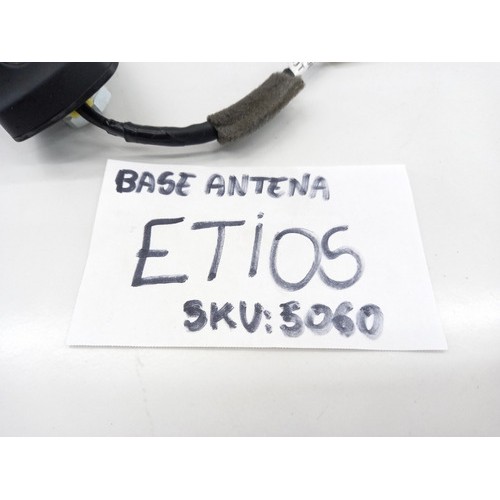 BASE ANTENA
ETiOS
SKU: 5060